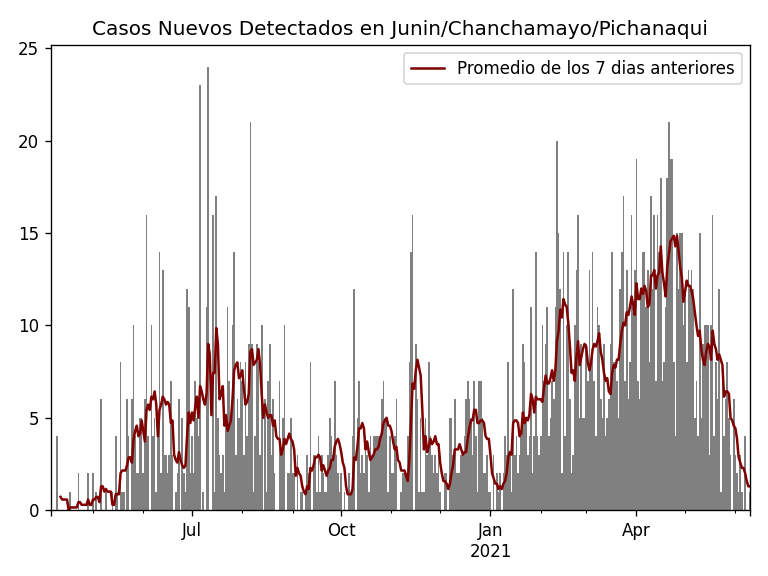 Casos Nuevos Detectados en Junin/Chanchamayo/Pichanaqui
Promedio de los 7 dias anteriores
25
20
15
10
5
0
Jul
Oct
Jan
2021
Apr